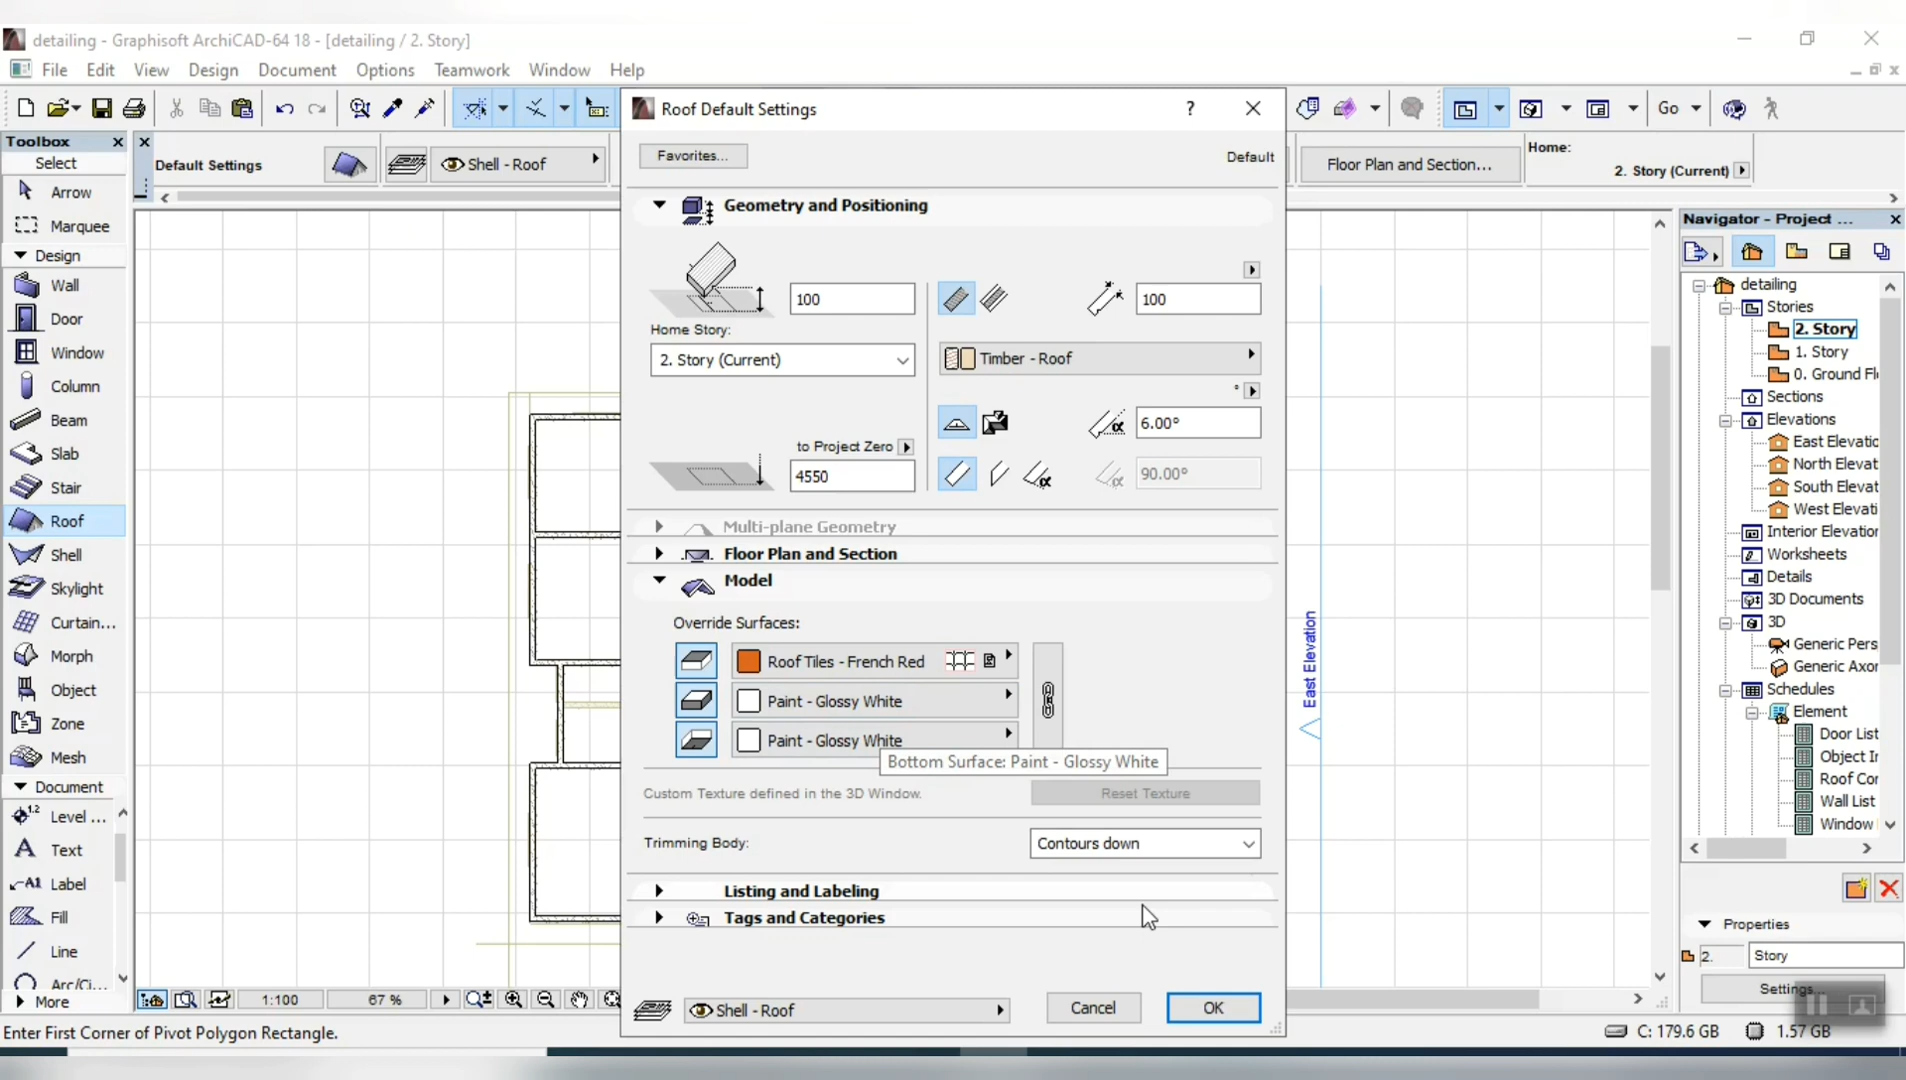 detailing - Graphisoft ArchiCAD-64 18 - [detailing / 2. Story]
File Edit View Design Document Options Teamwork Window Help
Go
Toolbox
Select
Arrow
Marquee
Design
Wall
Door
Window
Column
Beam
Slab
Stair
Roof
Shell
Skylight
Curtain...
Morph
Object
Zone
Mesh
Document
Level ...
Text
Label
Fill
Line
Arc/Ci...
More
Default Settings
Shell - Roof
Floor Plan and Section...
Home:
2. Story (Current)
Roof Default Settings
?
Favorites...
Default
Geometry and Positioning
100
100
Home Story:
2. Story (Current)
Timber - Roof
6.00°
to Project Zero
4550
90.00°
Multi-plane Geometry
Floor Plan and Section
Model
Override Surfaces:
Roof Tiles - French Red
Paint - Glossy White
Paint - Glossy White
Bottom Surface: Paint - Glossy White
Custom Texture defined in the 3D Window.
Reset Texture
Trimming Body:
Contours down
Listing and Labeling
Tags and Categories
Shell - Roof
Cancel
OK
East Elevation
Navigator - Project ...
detailing
Stories
2. Story
1. Story
0. Ground Fl
Sections
Elevations
East Elevatio
North Elevat
South Elevat
West Elevati
Interior Elevation
Worksheets
Details
3D Documents
3D
Generic Pers
Generic Axor
Schedules
Element
Door List
Object In
Roof Cor
Wall List
Window
Properties
2.
Story
Settings...
1:100
67 %
Enter First Corner of Pivot Polygon Rectangle.
C: 179.6 GB
1.57 GB